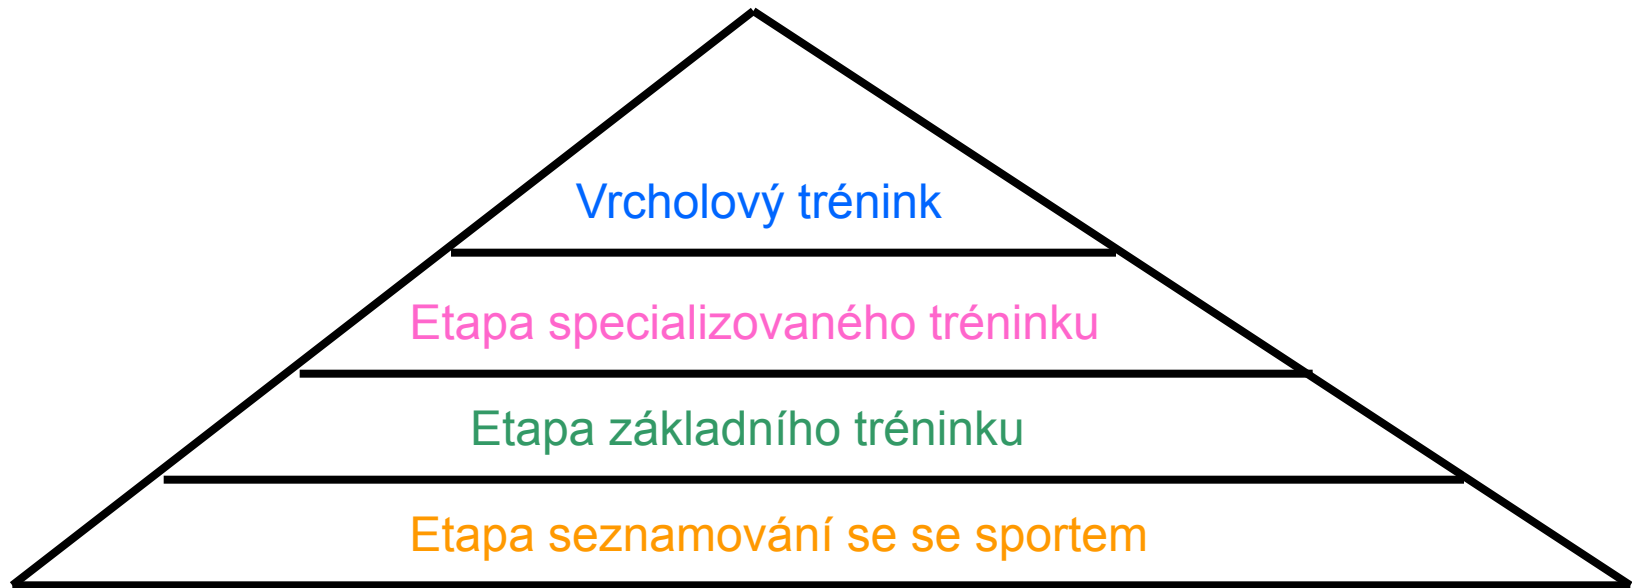 Vrcholový trénink
Etapa specializovaného tréninku
Etapa základního tréninku
Etapa seznamování se se sportem